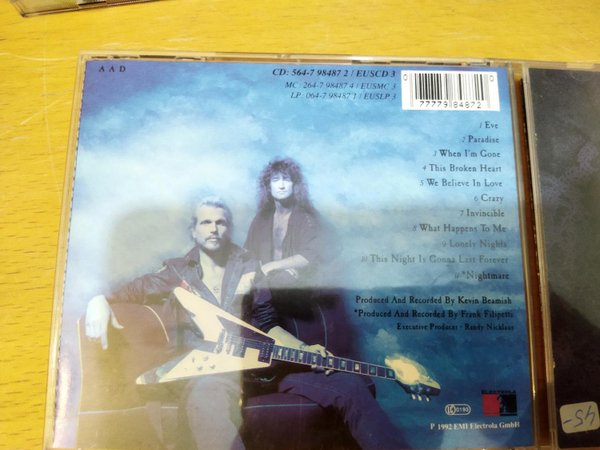 A A D
CD: 564-7 98487 2 / EUSCD 3
MC: 264-7 98487 4 / EUSMC 3
LP: 064-7 98487 1 / EUSLP 3
0 77779 84872 0
1 Eve
2 Paradise
3 When I'm Gone
4 This Broken Heart
5 We Believe In Love
6 Crazy
7 Invincible
8 What Happens To Me
9 Lonely Nights
10 This Night Is Gonna Last Forever
11 *Nightmare
Produced And Recorded By Kevin Beamish
*Produced And Recorded By Frank Filipetti
Executive Producer - Randy Nicklaus
ELECTROLA
LC 0190
P 1992 EMI Electrola GmbH
45-